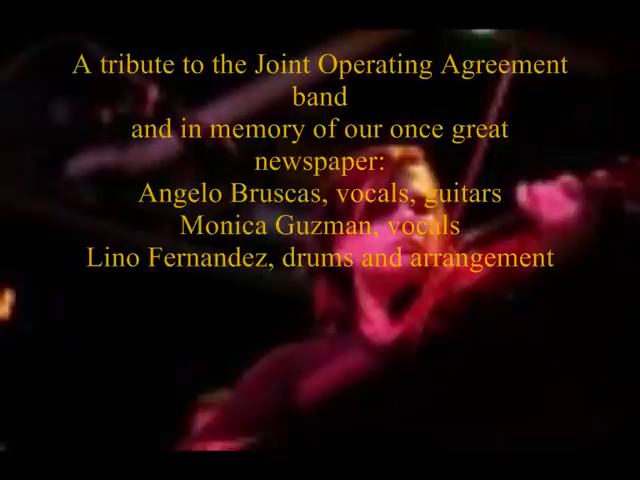 A tribute to the Joint Operating Agreement
band
and in memory of our once great
newspaper:
Angelo Bruscas, vocals, guitars
Monica Guzman, vocals
Lino Fernandez, drums and arrangement